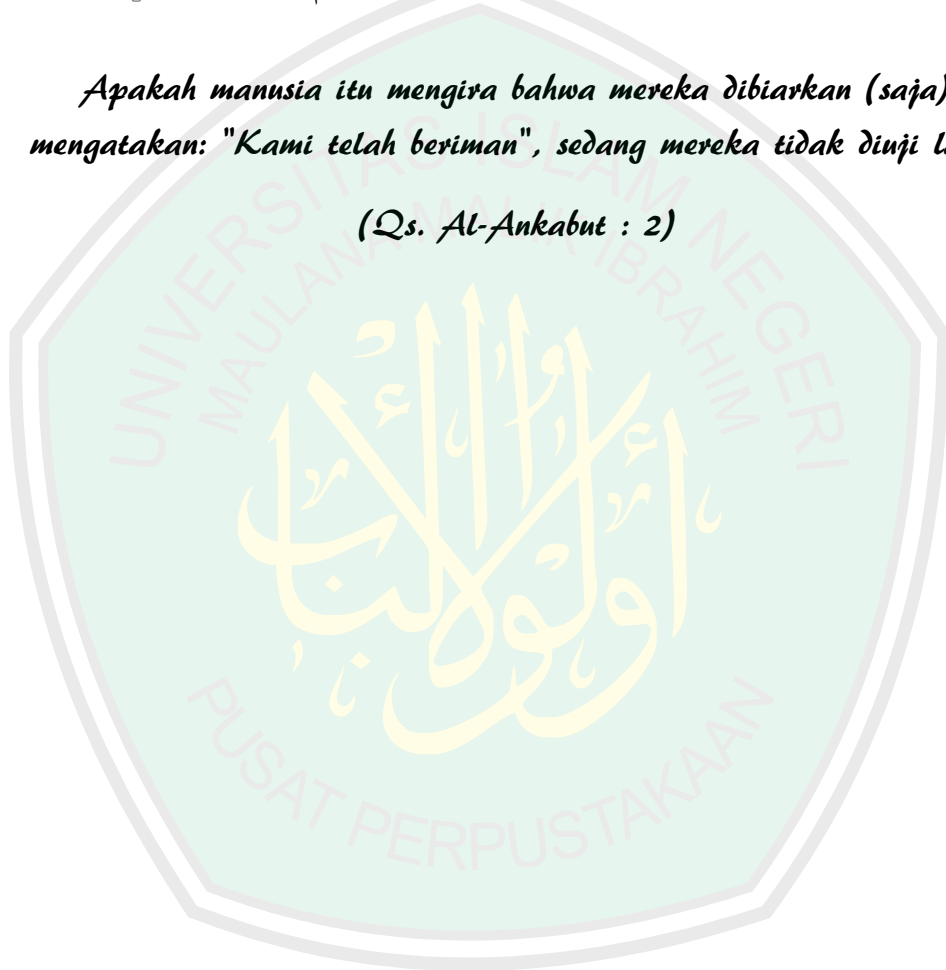 Apakah manusia itu mengira bahwa mereka dibiarkan (saja)
mengatakan: "Kami telah beriman", sedang mereka tidak diuji
(Qs. Al-Ankabut : 2)
UNIVERSITAS ISLAM NEGERI
MAULANA MALIK IBRAHIM
أولوا الألباب
PUSAT PERPUSTAKAAN